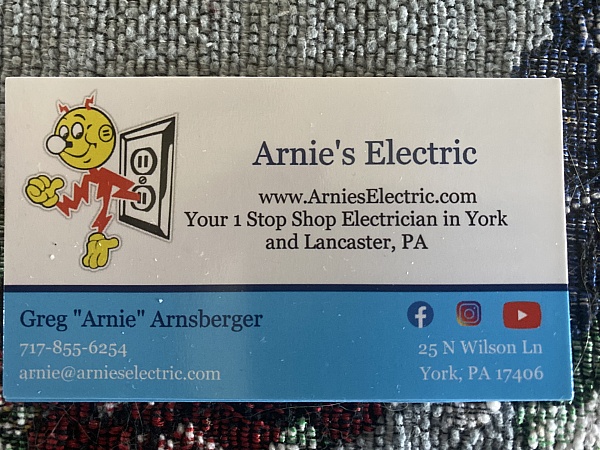 Arnie's Electric
www.ArniesElectric.com
Your 1 Stop Shop Electrician in York
and Lancaster, PA
Greg "Arnie" Arnsberger
717-855-6254
arnie@arnieselectric.com
25 N Wilson Ln
York, PA 17406